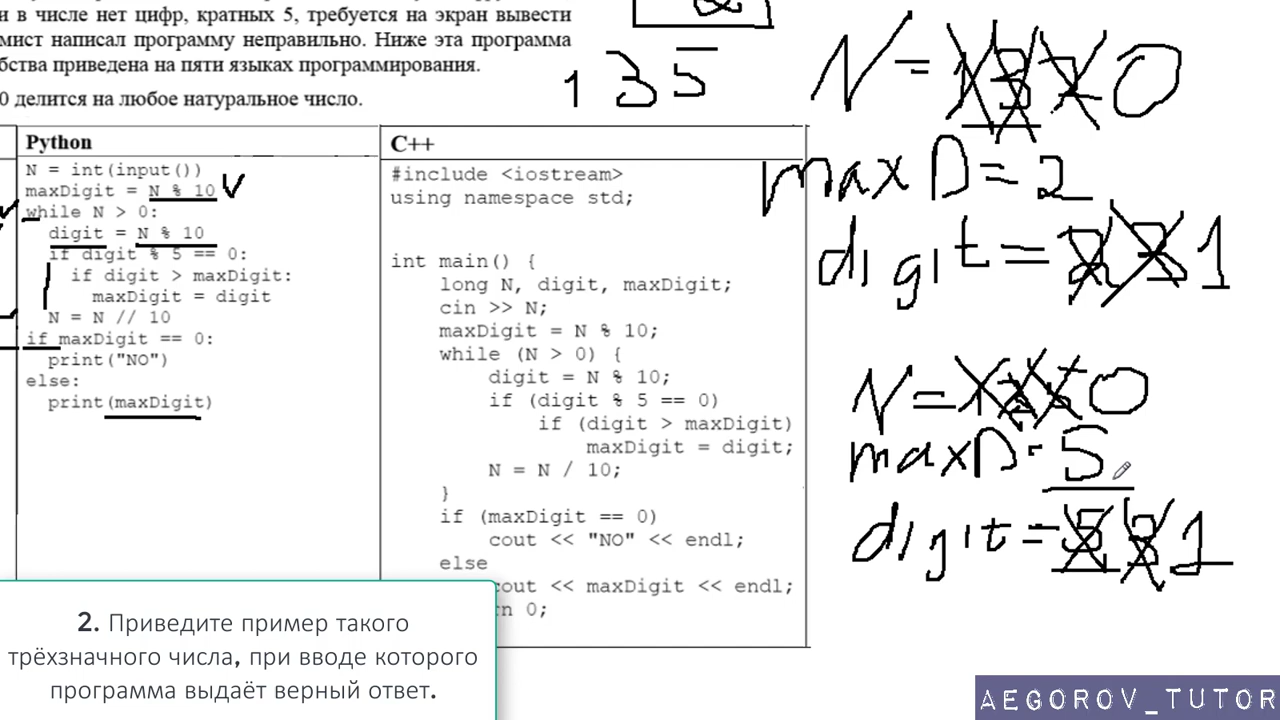 и в числе нет цифр, кратных 5, требуется на экран вывести
мист написал программу неправильно. Ниже эта программа
бства приведена на пяти языках программирования.
0 делится на любое натуральное число.
135
Python
N = int(input())
maxDigit = N % 10
while N > 0:
digit = N % 10
if digit % 5 == 0:
if digit > maxDigit:
maxDigit = digit
N = N // 10
if maxDigit == 0:
print("NO")
else:
print(maxDigit)
C++
#include <iostream>
using namespace std;
int main() {
long N, digit, maxDigit;
cin >> N;
maxDigit = N % 10;
while (N > 0) {
digit = N % 10;
if (digit % 5 == 0)
if (digit > maxDigit)
maxDigit = digit;
N = N / 10;
}
if (maxDigit == 0)
cout << "NO" << endl;
else
cout << maxDigit << endl;
n 0;
N = 132 0
maxD = 2
digit = 2 3 1
N = 0
maxD = 5
digit = 5 3 1
2. Приведите пример такого
трёхзначного числа, при вводе которого
программа выдаёт верный ответ.
AEGOROV_TUTOR